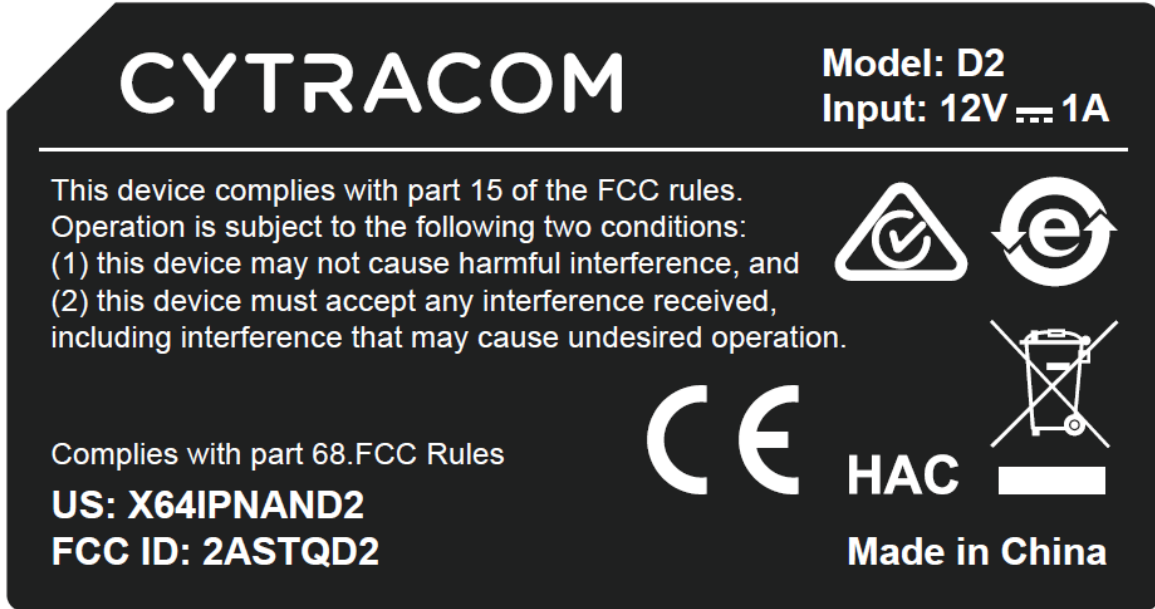 CYTRACOM
Model: D2
Input: 12V ⎓ 1A
This device complies with part 15 of the FCC rules.
Operation is subject to the following two conditions:
(1) this device may not cause harmful interference, and
(2) this device must accept any interference received,
including interference that may cause undesired operation.
e
CE
Complies with part 68.FCC Rules
HAC
US: X64IPNAND2
FCC ID: 2ASTQD2
Made in China